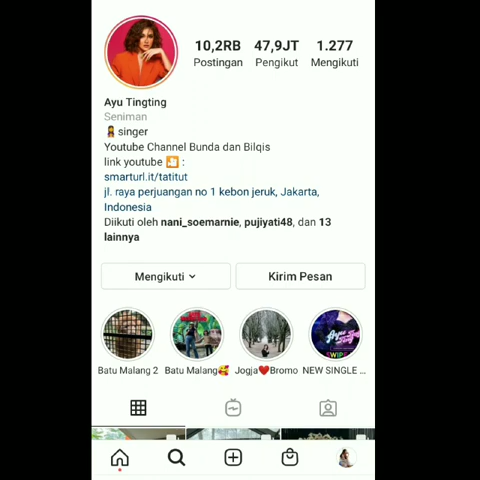 10,2RB 47,9JT 1.277
Postingan Pengikut Mengikuti
Ayu Tingting
Seniman
singer
Youtube Channel Bunda dan Bilqis
link youtube :
smarturl.it/tatitut
jl. raya perjuangan no 1 kebon jeruk, Jakarta,
Indonesia
Diikuti oleh nani_soemarnie, pujiyati48, dan 13
lainnya
Mengikuti Kirim Pesan
Batu Malang 2 Batu Malang🥰 Jogja❤️Bromo NEW SINGLE ...
SWIPE